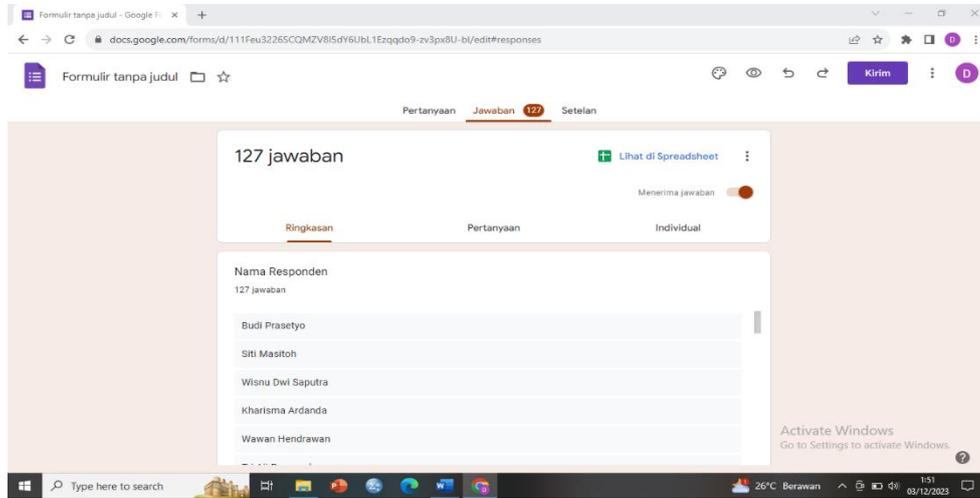 Formulir tanpa judul - Google F
docs.google.com/forms/d/111Feu3226SCQMZV8I5dY6UbL1Ezqqdo9-zv3px8U-bI/edit#responses
Formulir tanpa judul
Kirim
D
Pertanyaan Jawaban 127 Setelan
127 jawaban
Lihat di Spreadsheet
Menerima jawaban
Ringkasan Pertanyaan Individual
Nama Responden
127 jawaban
Budi Prasetyo
Siti Masitoh
Wisnu Dwi Saputra
Kharisma Ardanda
Wawan Hendrawan
Activate Windows
Go to Settings to activate Windows.
Type here to search
26°C Berawan
1:51
03/12/2023